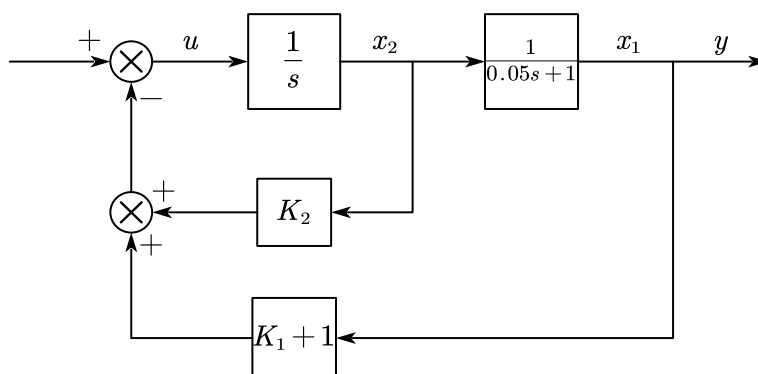 +
u
1
s
x₂
1
0.05s+1
x₁
y
−
+
K₂
+
K₁+1